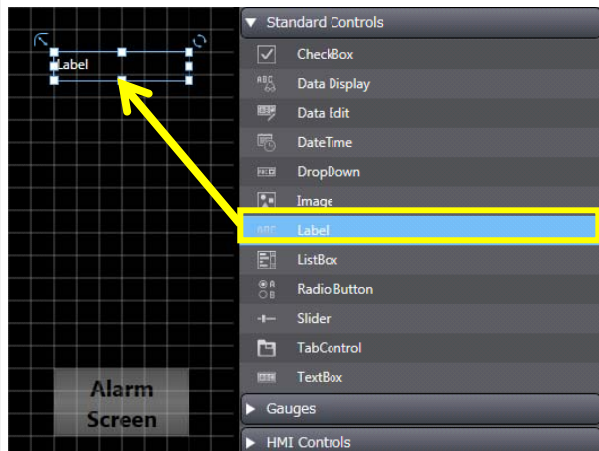 Label
Alarm
Screen
Standard Controls
CheckBox
Data Display
Data Edit
DateTime
DropDown
Image
Label
ListBox
RadioButton
Slider
TabControl
TextBox
Gauges
HMI Controls